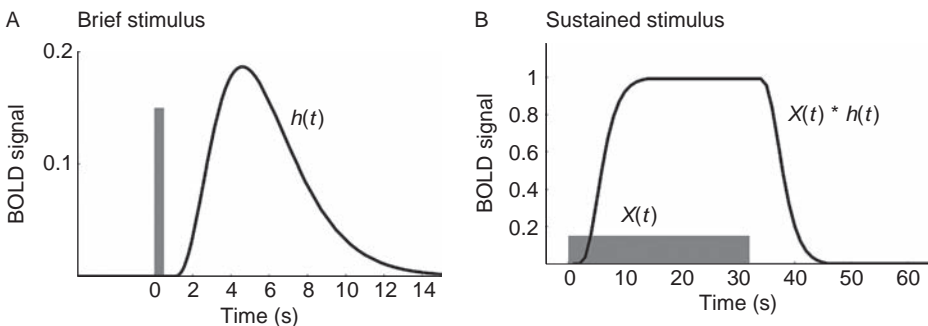 A Brief stimulus
BOLD signal
0.2
0.1
h(t)
0 2 4 6 8 10 12 14
Time (s)
B Sustained stimulus
BOLD signal
1
0.8
0.6
0.4
0.2
X(t) * h(t)
X(t)
0 10 20 30 40 50 60
Time (s)